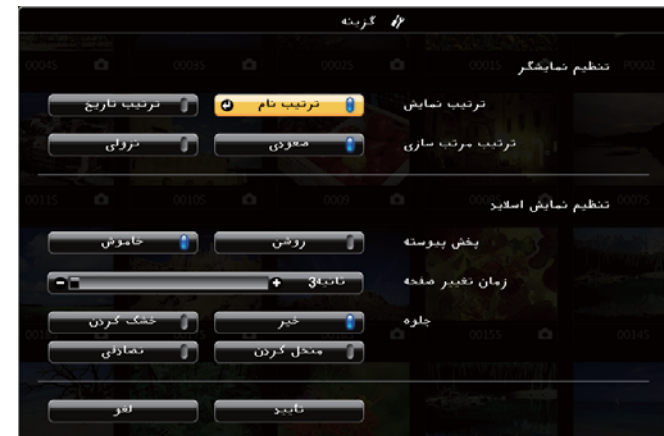 گزینه
تنظیم نمایشگر
ترتیب نمایش ترتیب نام ترتیب تاریخ
ترتیب مرتب سازی صعودی نزولی
تنظیم نمایش اسلاید
پخش پیوسته روشن خاموش
زمان تغییر صفحه 3ثانیه + -
جلوه خیر خشک کردن
منحل کردن تصادفی
تایید لغو